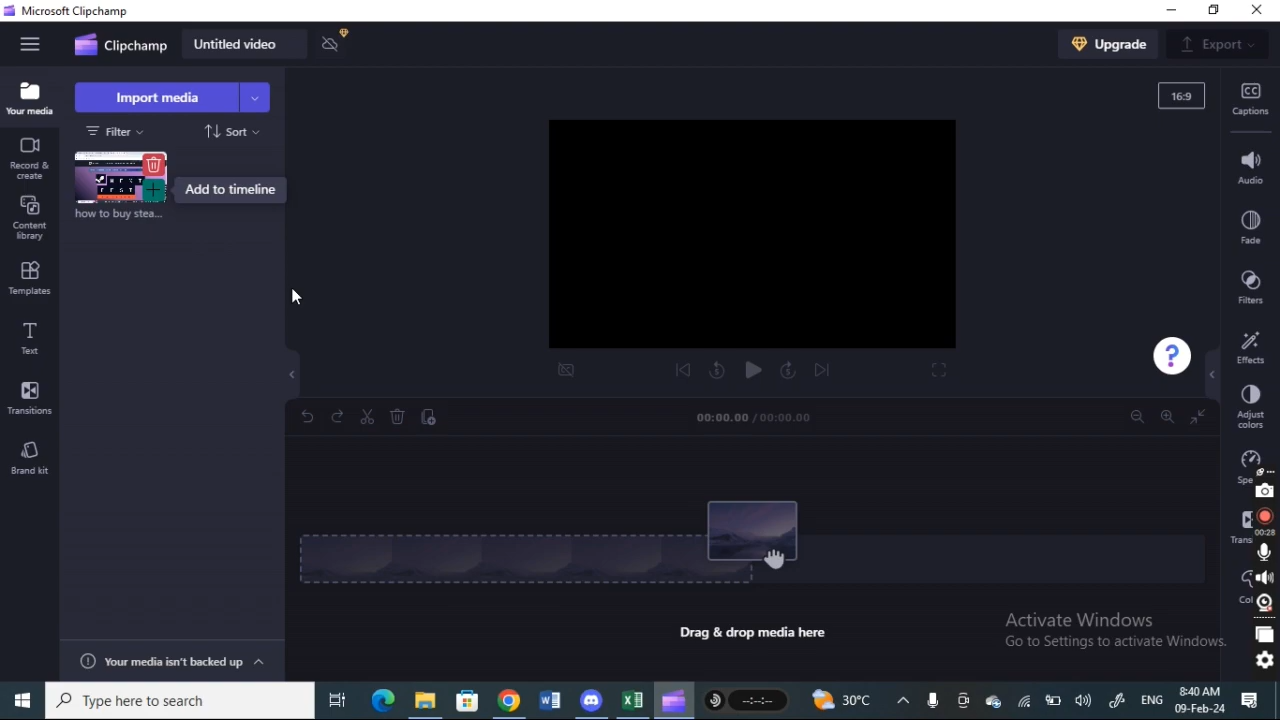 Microsoft Clipchamp
Clipchamp
Untitled video
Upgrade
Export
Your media
Import media
16:9
Captions
Filter
Sort
Record & create
Add to timeline
Audio
how to buy stea...
Content library
Fade
Templates
Filters
Text
Effects
Transitions
00:00.00 / 00:00.00
Adjust colors
Brand kit
Spe
00:28
Trans
Col
Drag & drop media here
Activate Windows
Go to Settings to activate Windows.
Your media isn't backed up
Type here to search
--:--:--
30°C
ENG
8:40 AM
09-Feb-24